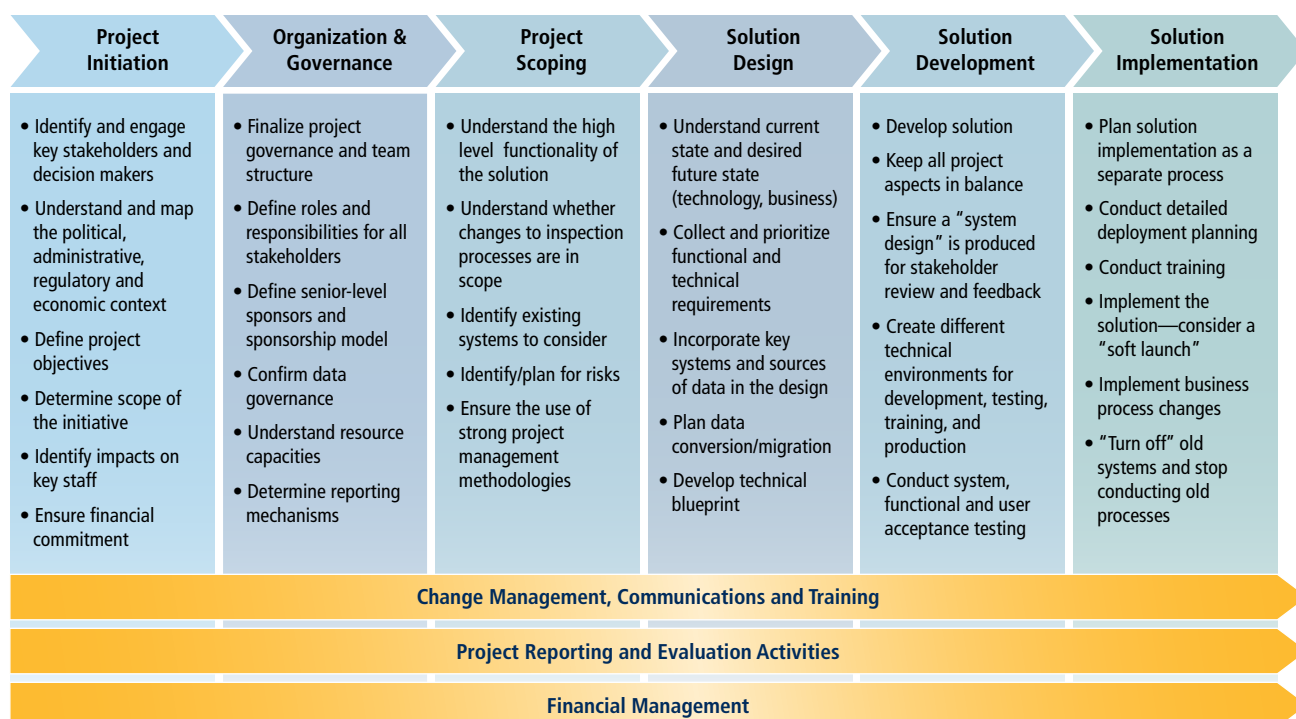 Project
Initiation
Organization &
Governance
Project
Scoping
Solution
Design
Solution
Development
Solution
Implementation
• Identify and engage
key stakeholders and
decision makers
• Understand and map
the political,
administrative,
regulatory and
economic context
• Define project
objectives
• Determine scope of
the initiative
• Identify impacts on
key staff
• Ensure financial
commitment
• Finalize project
governance and team
structure
• Define roles and
responsibilities for all
stakeholders
• Define senior-level
sponsors and
sponsorship model
• Confirm data
governance
• Understand resource
capacities
• Determine reporting
mechanisms
• Understand the high
level functionality of
the solution
• Understand whether
changes to inspection
processes are in
scope
• Identify existing
systems to consider
• Identify/plan for risks
• Ensure the use of
strong project
management
methodologies
• Understand current
state and desired
future state
(technology, business)
• Collect and prioritize
functional and
technical
requirements
• Incorporate key
systems and sources
of data in the design
• Plan data
conversion/migration
• Develop technical
blueprint
• Develop solution
• Keep all project
aspects in balance
• Ensure a “system
design” is produced
for stakeholder
review and feedback
• Create different
technical
environments for
development, testing,
training, and
production
• Conduct system,
functional and user
acceptance testing
• Plan solution
implementation as a
separate process
• Conduct detailed
deployment planning
• Conduct training
• Implement the
solution—consider a
“soft launch”
• Implement business
process changes
• “Turn off” old
systems and stop
conducting old
processes
Change Management, Communications and Training
Project Reporting and Evaluation Activities
Financial Management